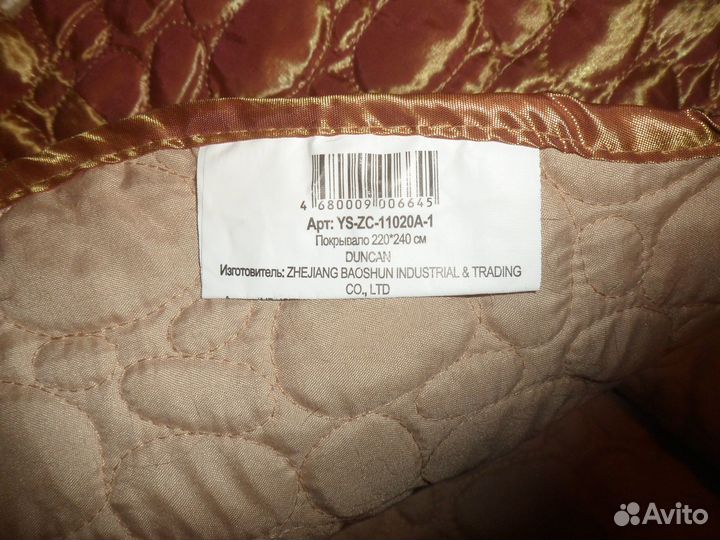 4 680009 006645
Арт: YS-ZC-11020A-1
Покрывало 220*240 см
DUNCAN
Изготовитель: ZHEJIANG BAOSHUN INDUSTRIAL & TRADING
CO., LTD
Avito